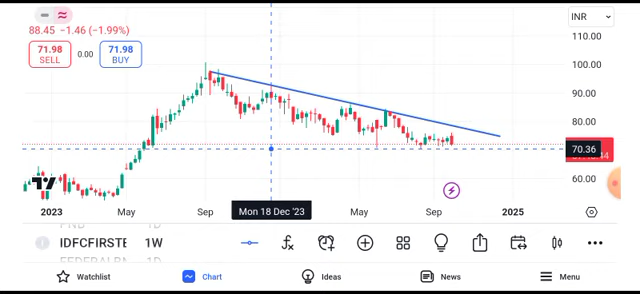 INR
88.45 −1.46 (−1.99%)
71.98 SELL
0.00
71.98 BUY
110.00
100.00
90.00
80.00
70.36
60.00
Mon 18 Dec '23
2023
May
Sep
May
Sep
2025
IDFCFIRSTB 1W
Watchlist
Chart
Ideas
News
Menu